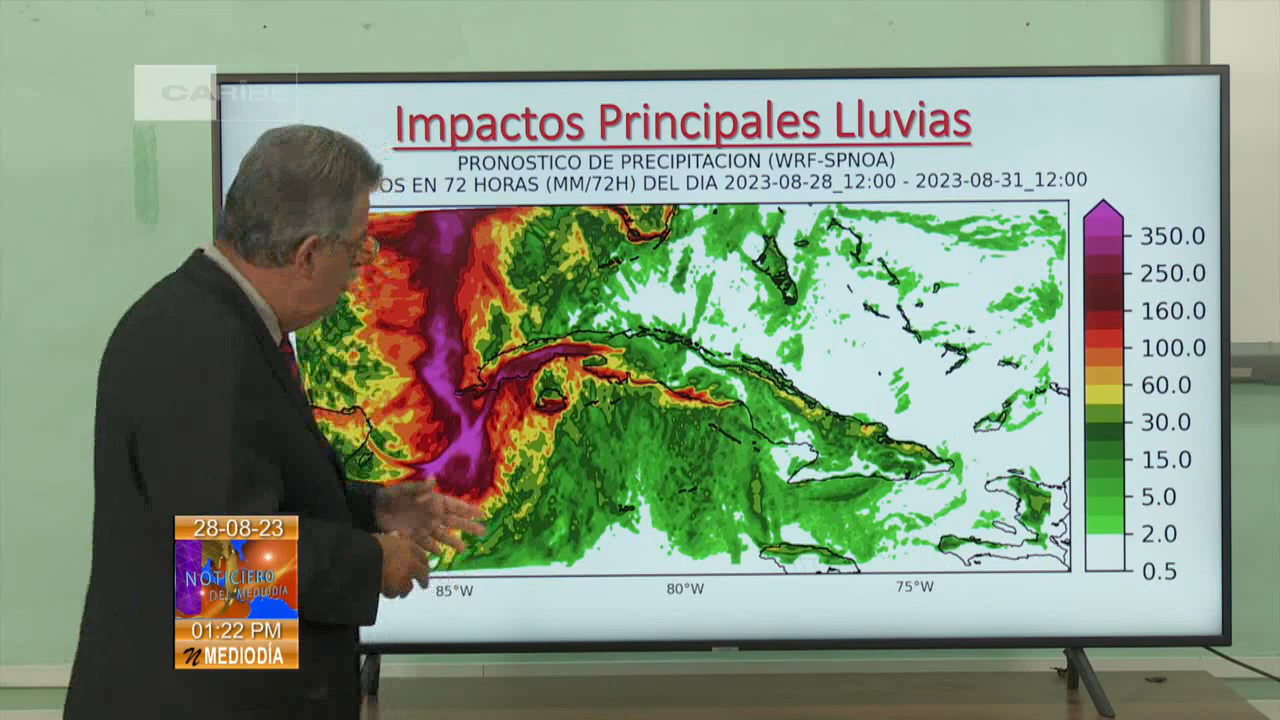 CARIBE
Impactos Principales Lluvias
PRONOSTICO DE PRECIPITACION (WRF-SPNOA)
OS EN 72 HORAS (MM/72H) DEL DIA 2023-08-28_12:00 - 2023-08-31_12:00
350.0
250.0
160.0
100.0
60.0
30.0
15.0
5.0
2.0
0.5
85°W
80°W
75°W
28-08-23
NOTICIERO
DEL MEDIODIA
01:22 PM
N MEDIODÍA